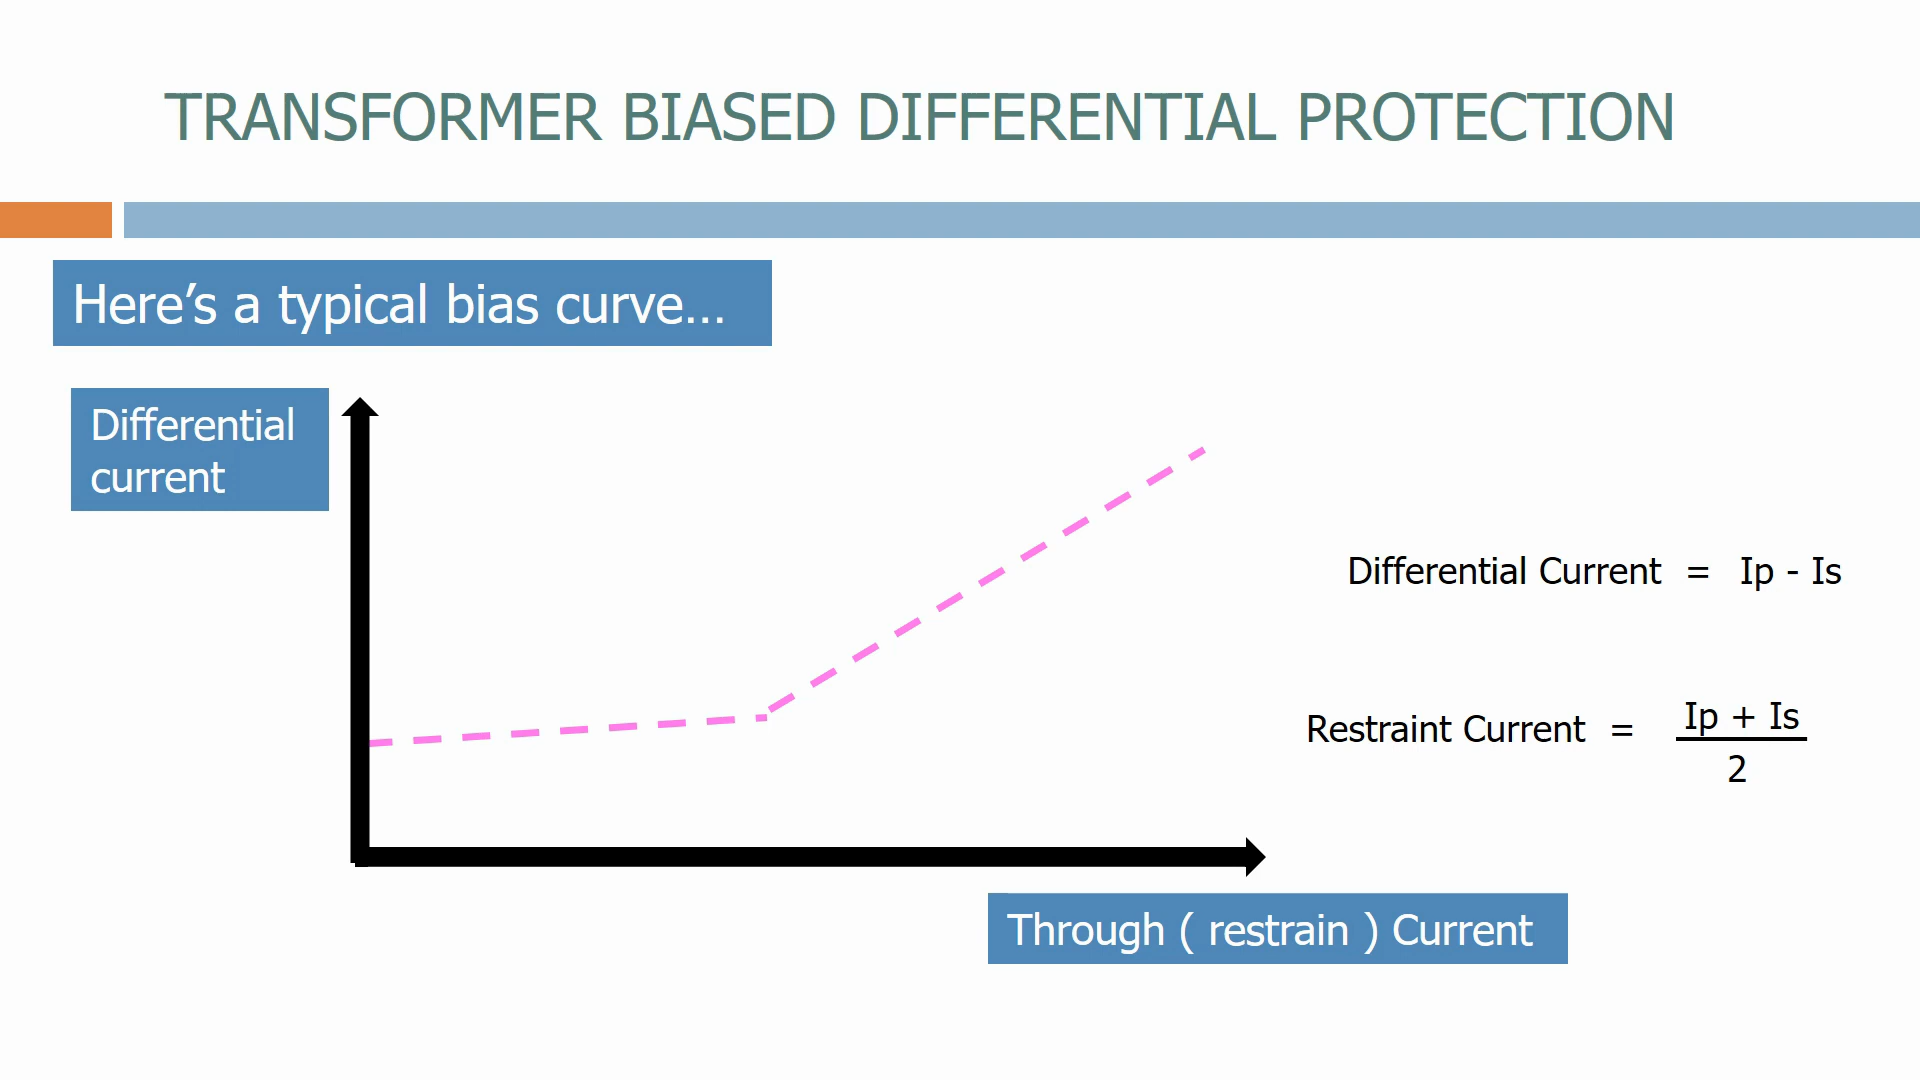 TRANSFORMER BIASED DIFFERENTIAL PROTECTION
Here’s a typical bias curve…
Differential
current
Differential Current = Ip - Is
Restraint Current = Ip + Is
2
Through ( restrain ) Current